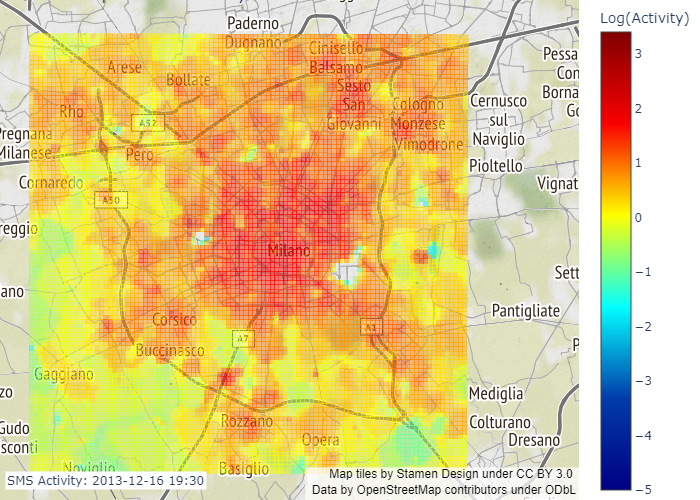 Log(Activity)
Paderno
Dugnano
Cinisello
Balsamo
Arese
Bollate
Sesto
San
Giovanni
Cologno
Monzese
Vimodrone
Rho
A52
Pero
Pregnana
Milanese
Cornaredo
A50
reggio
ano
Milano
Pessa
Con
Borna
Go
Cernusco
sul
Naviglio
Pioltello
Vignat
Sett
Pantigliate
P
Corsico
A7
A1
Buccinasco
Gaggiano
zo
Gudo
sconti
Rozzano
Opera
Noviglio
Basiglio
Mediglia
Colturano
Dresano
3
2
1
0
−1
−2
−3
−4
−5
SMS Activity: 2013-12-16 19:30
Map tiles by Stamen Design under CC BY 3.0
Data by OpenStreetMap contributors under ODbL